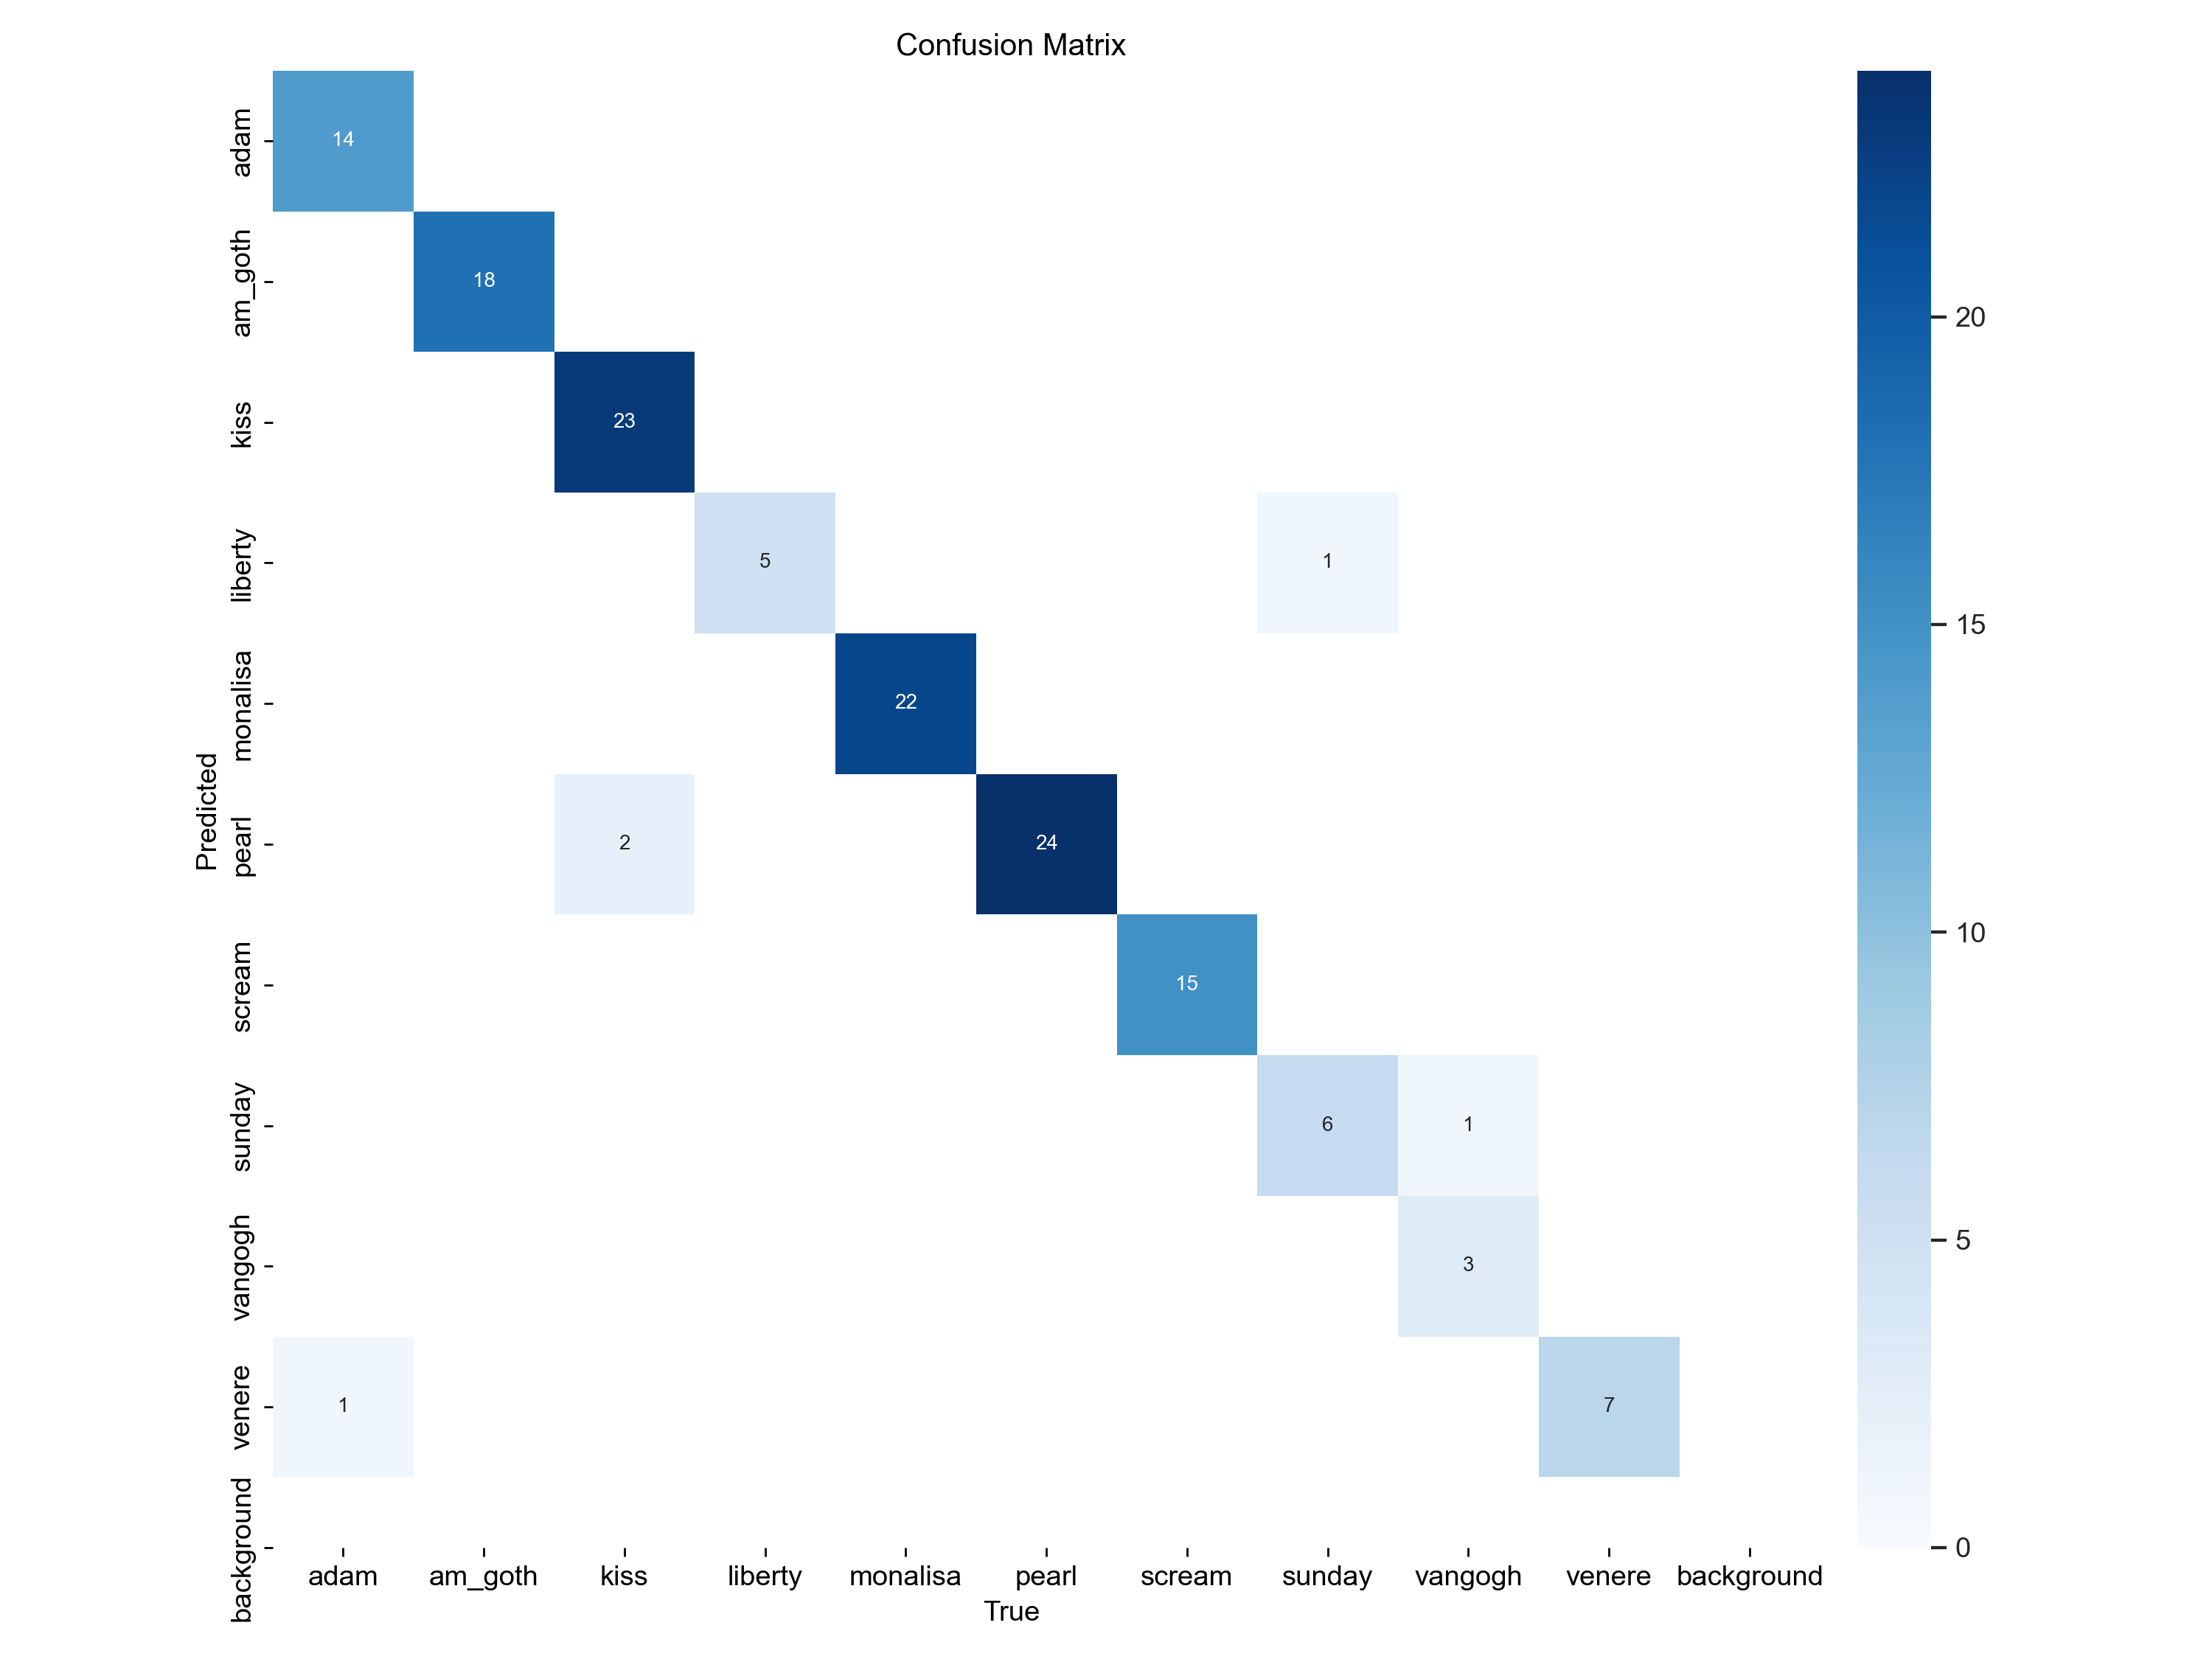 Confusion Matrix
adam
14
am_goth
18
20
kiss
23
liberty
5
1
15
monalisa
22
Predicted
pearl
2
24
10
scream
15
sunday
6
1
5
vangogh
3
venere
1
7
background
0
adam am_goth kiss liberty monalisa pearl scream sunday vangogh venere background
True